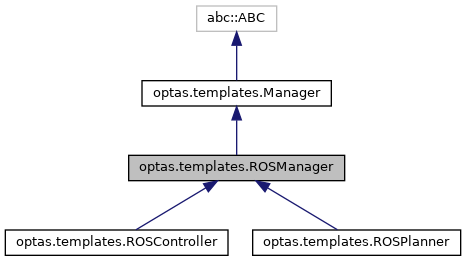 abc::ABC
optas.templates.Manager
optas.templates.ROSManager
optas.templates.ROSController
optas.templates.ROSPlanner